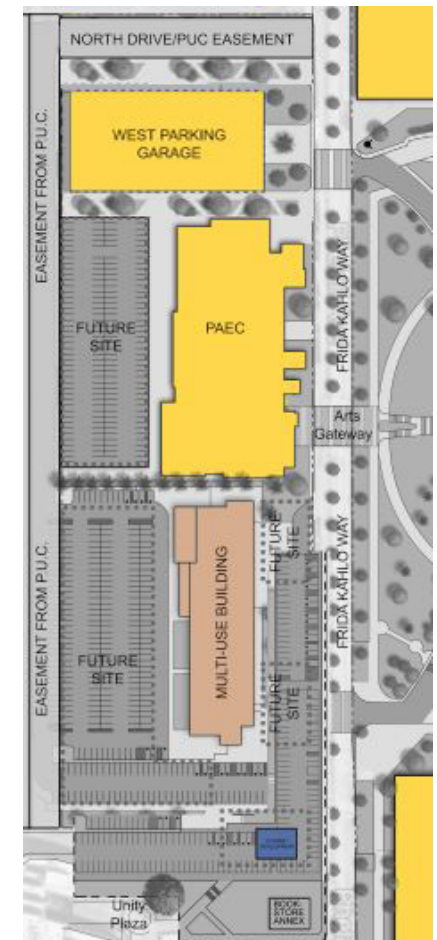 NORTH DRIVE/PUC EASEMENT
EASEMENT FROM P.U.C.
WEST PARKING
GARAGE
FUTURE
SITE
PAEC
FRIDA KAHLO WAY
Arts
Gateway
EASEMENT FROM P.U.C.
FUTURE
SITE
MULTI-USE BUILDING
FUTURE
SITE
FUTURE
SITE
FRIDA KAHLO WAY
Unity
Plaza
BOOK-
STORE
ANNEX